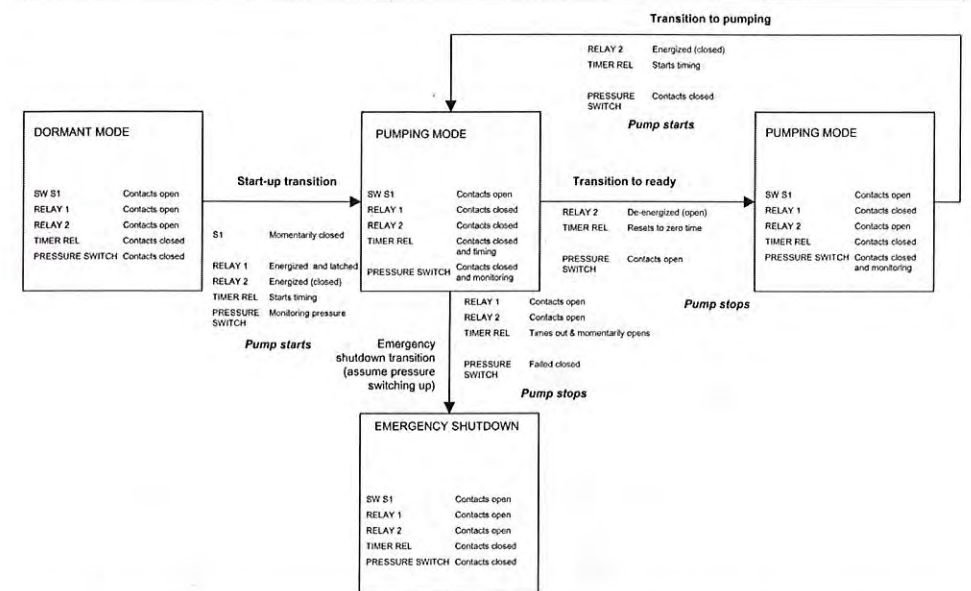 Transition to pumping
RELAY 2 Energized (closed)
TIMER REL Starts timing
PRESSURE Contacts closed
SWITCH
Pump starts
DORMANT MODE
SW S1 Contacts open
RELAY 1 Contacts open
RELAY 2 Contacts open
TIMER REL Contacts closed
PRESSURE SWITCH Contacts closed
Start-up transition
S1 Momentarily closed
RELAY 1 Energized and latched
RELAY 2 Energized (closed)
TIMER REL Starts timing
PRESSURE Monitoring pressure
SWITCH
Pump starts
PUMPING MODE
SW S1 Contacts open
RELAY 1 Contacts closed
RELAY 2 Contacts closed
TIMER REL Contacts closed
and timing
PRESSURE SWITCH Contacts closed
and monitoring
Transition to ready
RELAY 2 De-energized (open)
TIMER REL Resets to zero time
PRESSURE Contacts open
SWITCH
Pump stops
PUMPING MODE
SW S1 Contacts open
RELAY 1 Contacts closed
RELAY 2 Contacts open
TIMER REL Contacts closed
PRESSURE SWITCH Contacts closed
and monitoring
Emergency
shutdown transition
(assume pressure
switching up)
RELAY 1 Contacts open
RELAY 2 Contacts open
TIMER REL Times out & momentarily opens
PRESSURE Failed closed
SWITCH
Pump stops
EMERGENCY SHUTDOWN
SW S1 Contacts open
RELAY 1 Contacts open
RELAY 2 Contacts open
TIMER REL Contacts closed
PRESSURE SWITCH Contacts closed